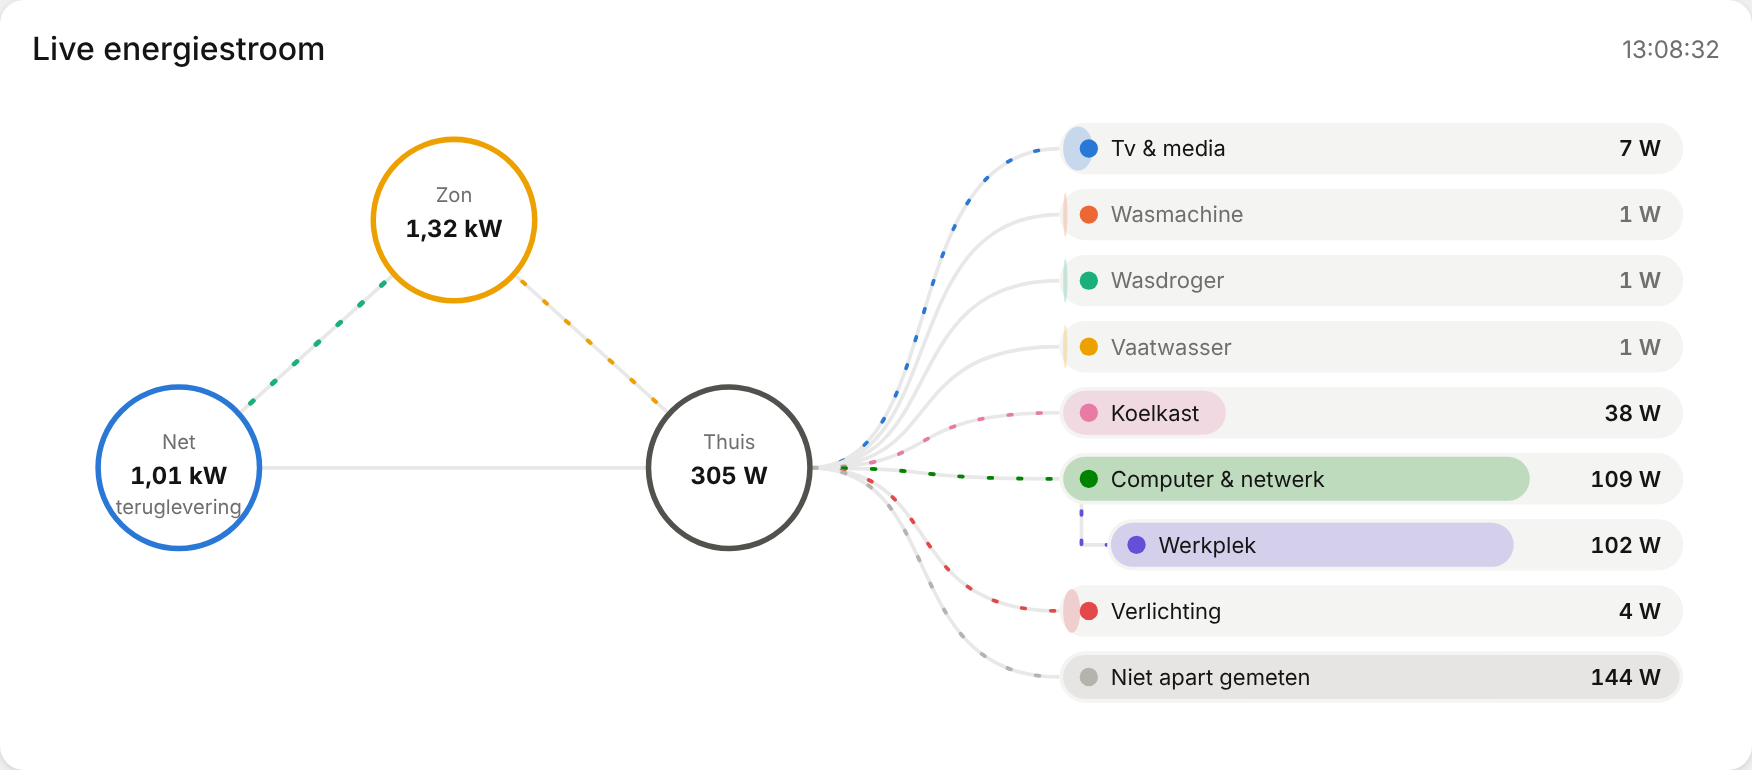 Live energiestroom
13:08:32
Zon
1,32 kW
Net
1,01 kW
teruglevering
Thuis
305 W
Tv & media 7 W
Wasmachine 1 W
Wasdroger 1 W
Vaatwasser 1 W
Koelkast 38 W
Computer & netwerk 109 W
Werkplek 102 W
Verlichting 4 W
Niet apart gemeten 144 W